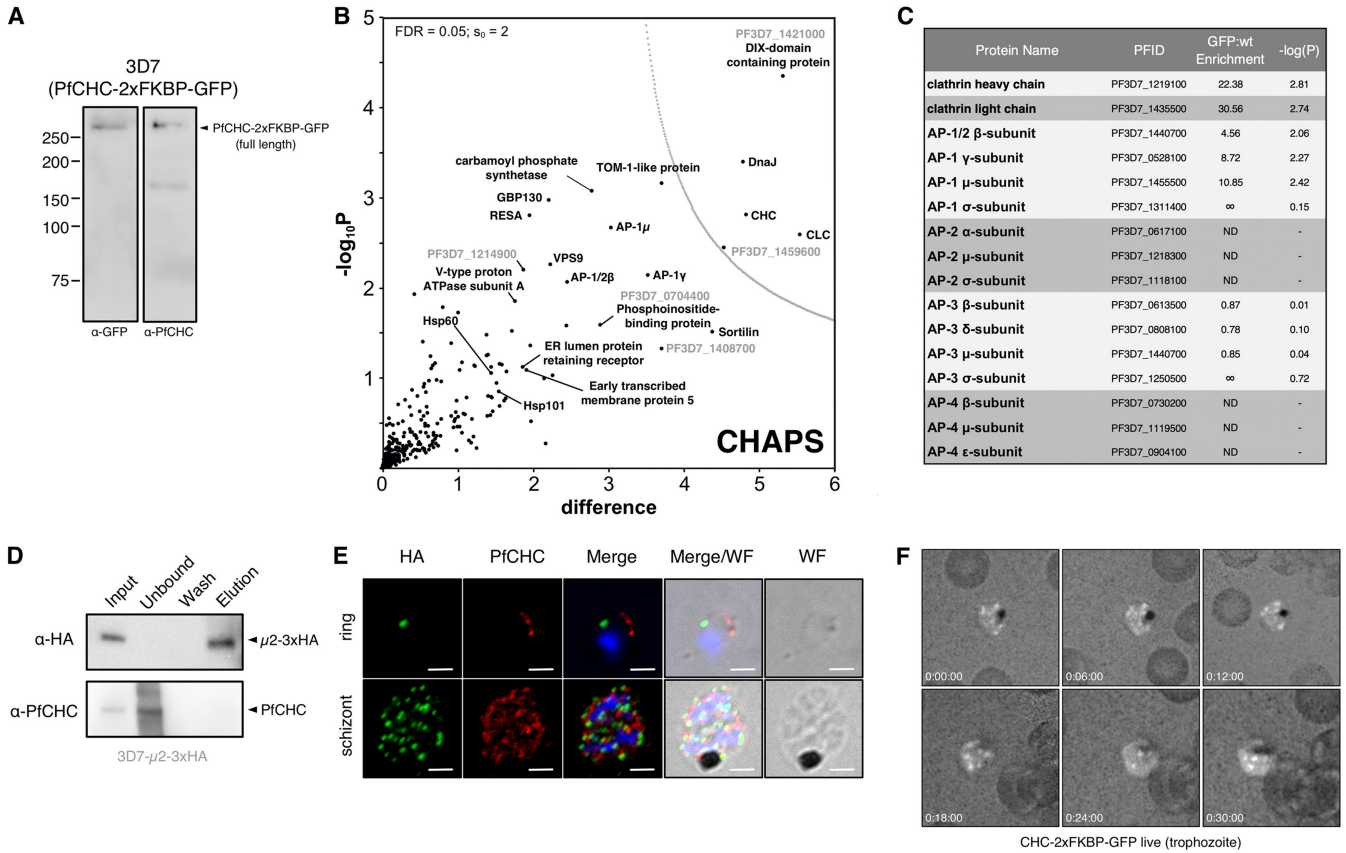 A
3D7
(PfCHC-2xFKBP-GFP)
250
200
150
100
75
PfCHC-2xFKBP-GFP
(full length)
α-GFP
α-PfCHC
B
FDR = 0.05; s₀ = 2
-log₁₀P
5
4
3
2
1
0
0
1
2
3
4
5
6
difference
CHAPS
PF3D7_1421000
DIX-domain
containing protein
carbamoyl phosphate
synthetase
TOM-1-like protein
DnaJ
GBP130
RESA
CHC
AP-1μ
CLC
PF3D7_1459600
PF3D7_1214900
VPS9
V-type proton
ATPase subunit A
AP-1/2β
AP-1γ
PF3D7_0704400
Phosphoinositide-
binding protein
Sortilin
PF3D7_1408700
Hsp60
ER lumen protein
retaining receptor
Early transcribed
membrane protein 5
Hsp101
C
Protein Name PFID GFP:wt Enrichment -log(P)
clathrin heavy chain PF3D7_1219100 22.38 2.81
clathrin light chain PF3D7_1435500 30.56 2.74
AP-1/2 β-subunit PF3D7_1440700 4.56 2.06
AP-1 γ-subunit PF3D7_0528100 8.72 2.27
AP-1 μ-subunit PF3D7_1455500 10.85 2.42
AP-1 σ-subunit PF3D7_1311400 ∞ 0.15
AP-2 α-subunit PF3D7_0617100 ND -
AP-2 μ-subunit PF3D7_1218300 ND -
AP-2 σ-subunit PF3D7_1118100 ND -
AP-3 β-subunit PF3D7_0613500 0.87 0.01
AP-3 δ-subunit PF3D7_0808100 0.78 0.10
AP-3 μ-subunit PF3D7_1440700 0.85 0.04
AP-3 σ-subunit PF3D7_1250500 ∞ 0.72
AP-4 β-subunit PF3D7_0730200 ND -
AP-4 μ-subunit PF3D7_1119500 ND -
AP-4 ε-subunit PF3D7_0904100 ND -
D
Input Unbound Wash Elution
α-HA
μ2-3xHA
α-PfCHC
PfCHC
3D7-μ2-3xHA
E
HA PfCHC Merge Merge/WF WF
ring
schizont
F
0:00:00
0:06:00
0:12:00
0:18:00
0:24:00
0:30:00
CHC-2xFKBP-GFP live (trophozoite)